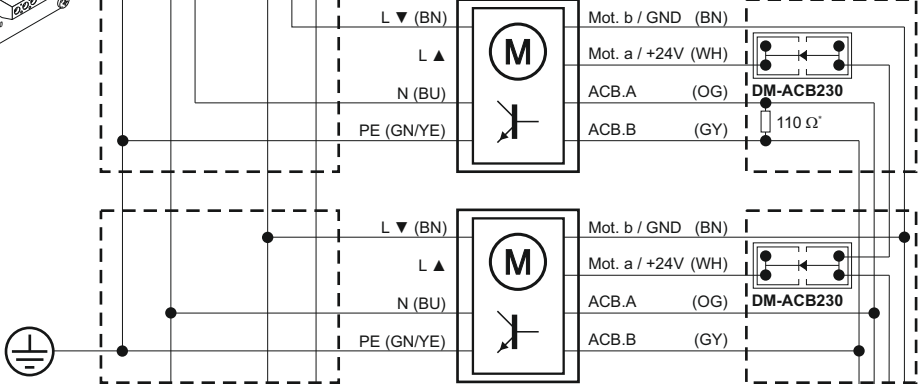 L ▼ (BN)
L ▲
N (BU)
PE (GN/YE)
M
Mot. b / GND (BN)
Mot. a / +24V (WH)
ACB.A (OG)
ACB.B (GY)
DM-ACB230
110 Ω*
L ▼ (BN)
L ▲
N (BU)
PE (GN/YE)
M
Mot. b / GND (BN)
Mot. a / +24V (WH)
ACB.A (OG)
ACB.B (GY)
DM-ACB230